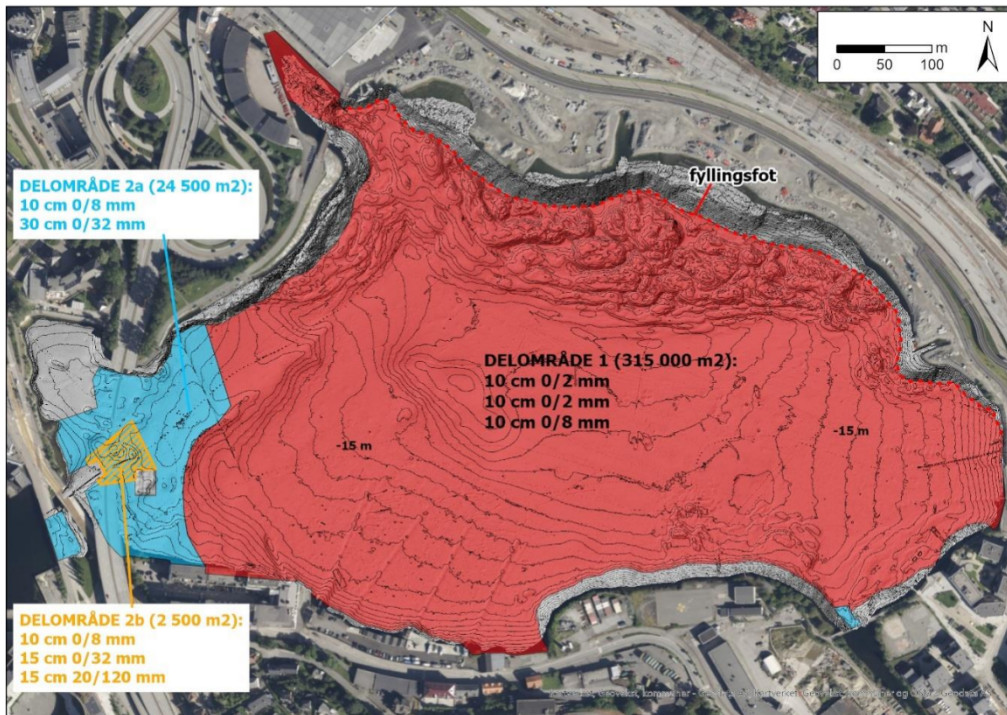 N
m
0 50 100
DELOMRÅDE 2a (24 500 m2):
10 cm 0/8 mm
30 cm 0/32 mm
fyllingsfot
DELOMRÅDE 1 (315 000 m2):
10 cm 0/2 mm
10 cm 0/2 mm
10 cm 0/8 mm
-15 m
-15 m
DELOMRÅDE 2b (2 500 m2):
10 cm 0/8 mm
15 cm 0/32 mm
15 cm 20/120 mm